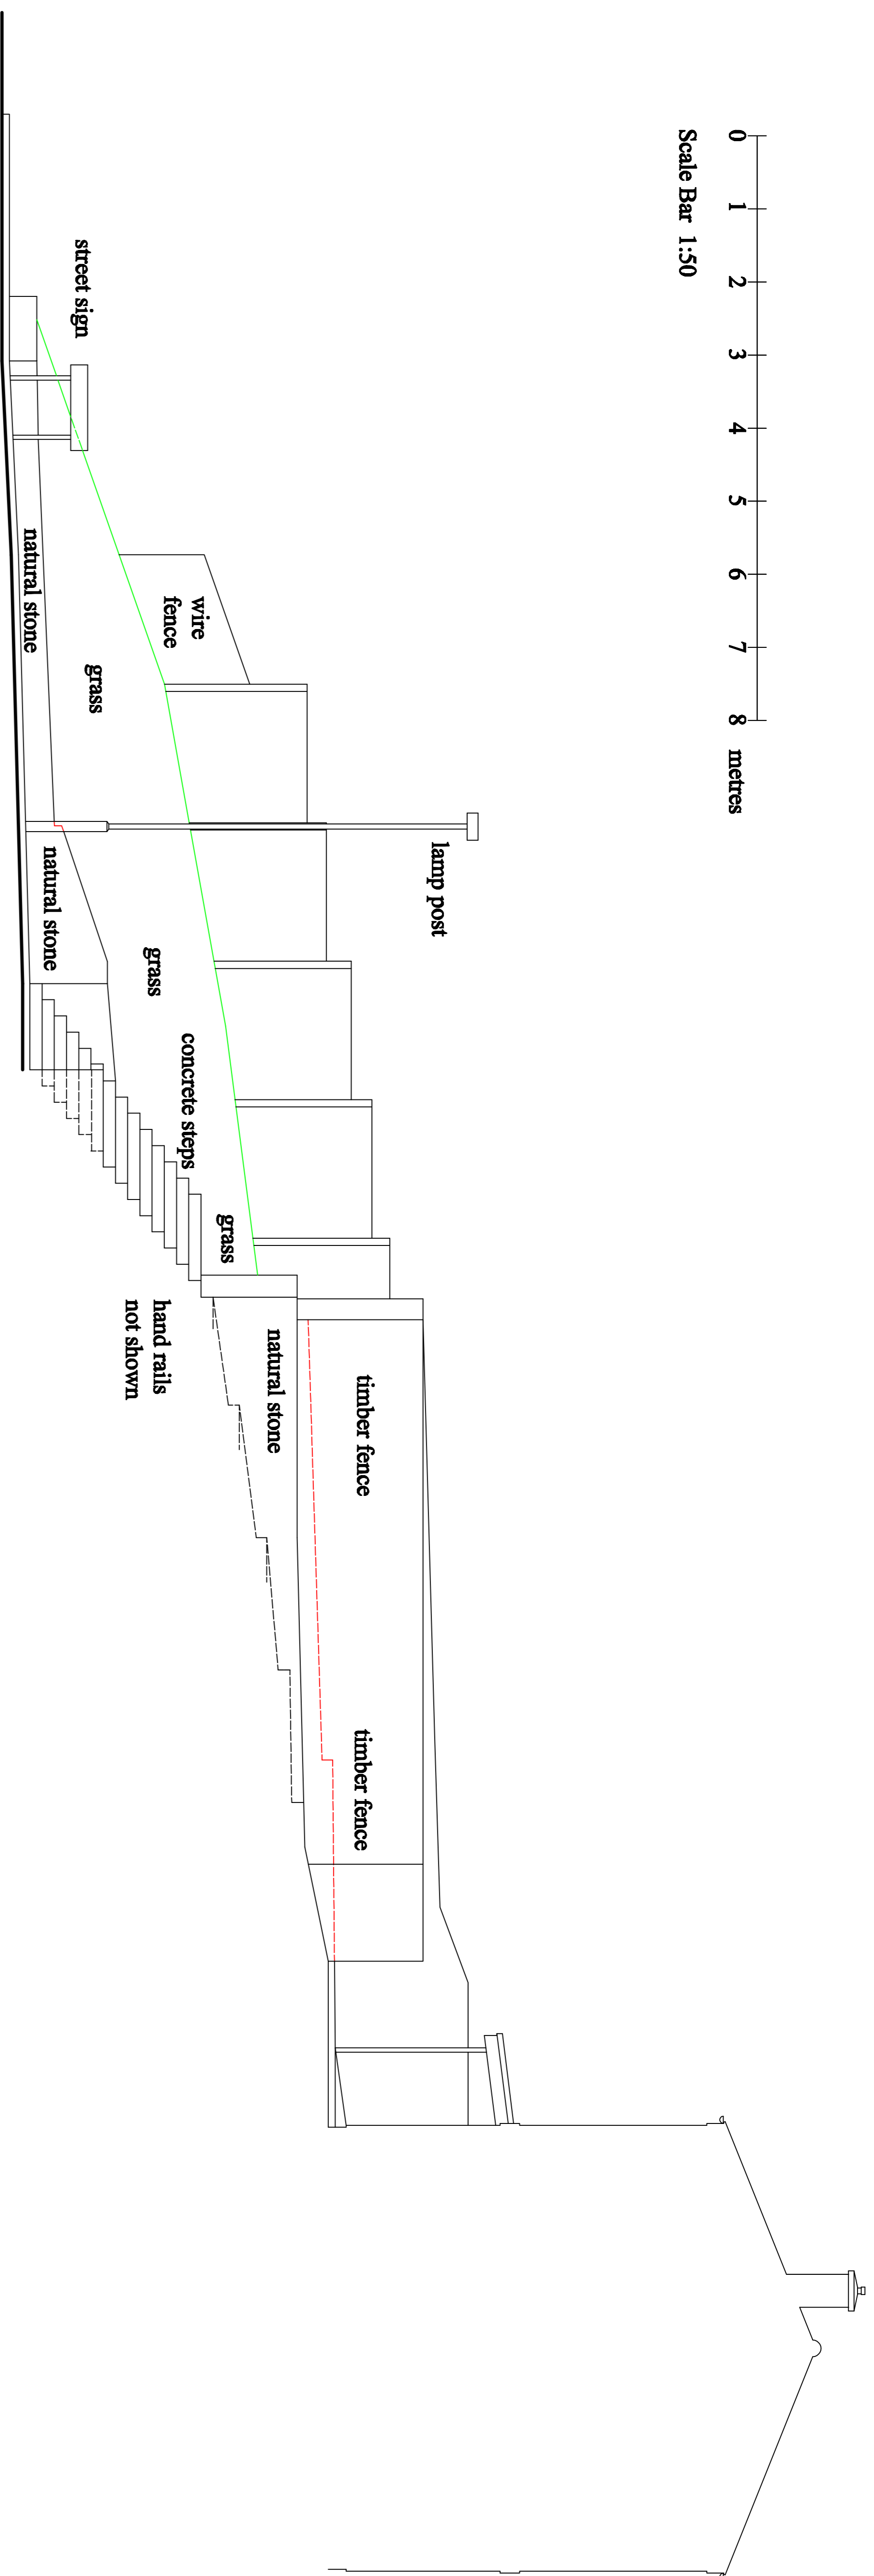 0 1 2 3 4 5 6 7 8 metres
Scale Bar 1:50
lamp post
wire
fence
street sign
natural stone
grass
natural stone
grass
concrete steps
grass
hand rails
not shown
natural stone
timber fence
timber fence